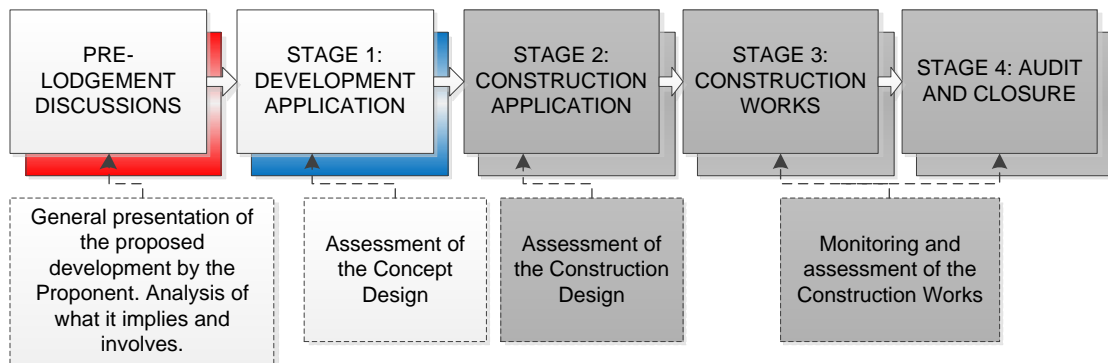 PRE-
LODGEMENT
DISCUSSIONS
STAGE 1:
DEVELOPMENT
APPLICATION
STAGE 2:
CONSTRUCTION
APPLICATION
STAGE 3:
CONSTRUCTION
WORKS
STAGE 4: AUDIT
AND CLOSURE
General presentation of
the proposed
development by the
Proponent. Analysis of
what it implies and
involves.
Assessment of
the Concept
Design
Assessment of
the Construction
Design
Monitoring and
assessment of the
Construction Works